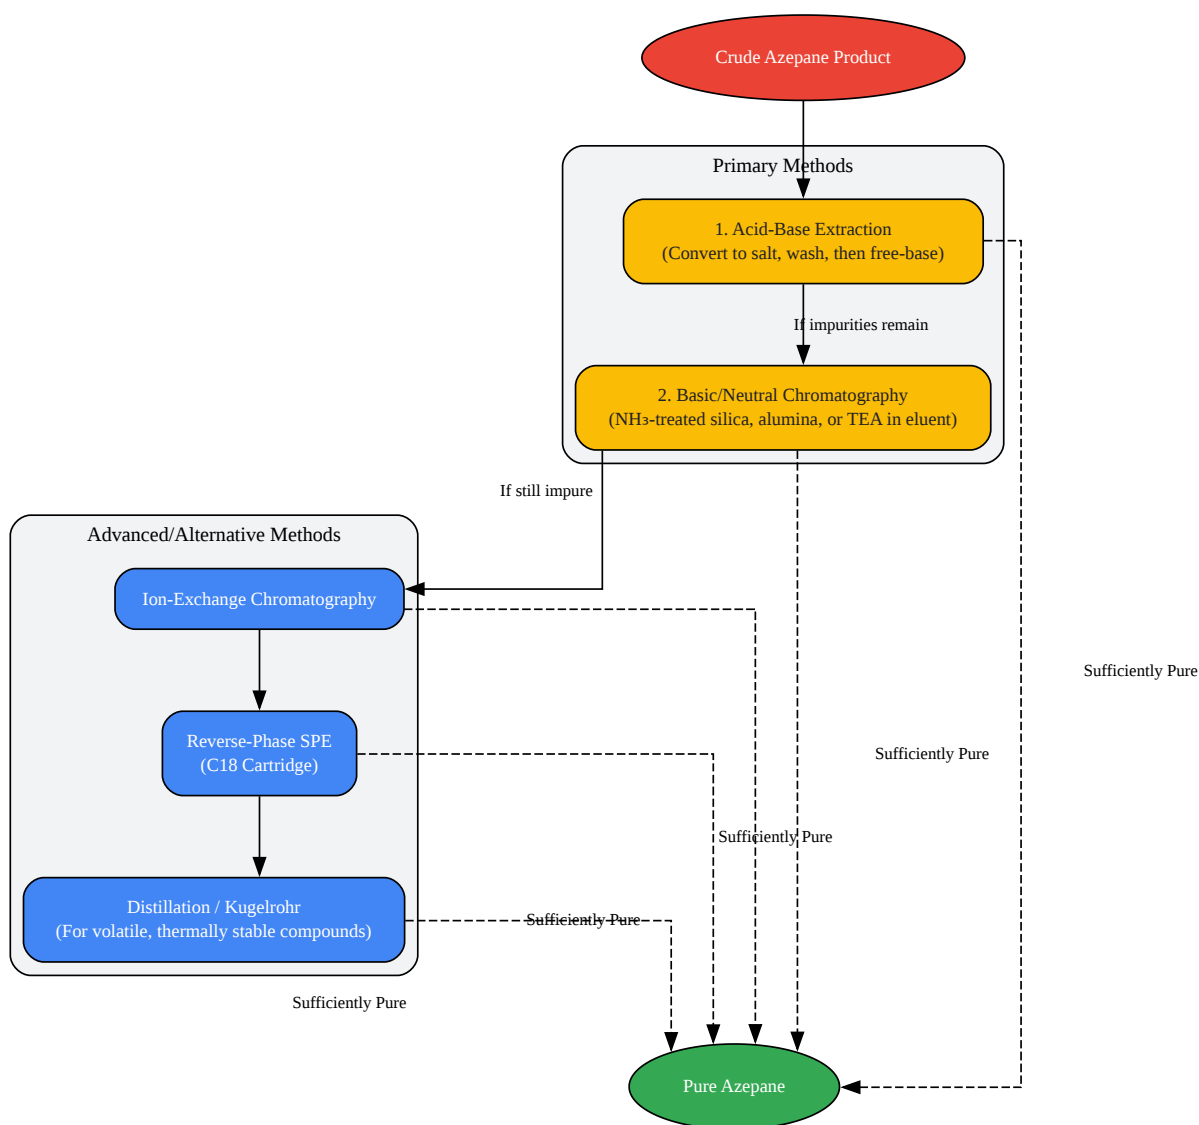 Crude Azepane Product
Primary Methods
1. Acid-Base Extraction
(Convert to salt, wash, then free-base)
If impurities remain
2. Basic/Neutral Chromatography
(NH₃-treated silica, alumina, or TEA in eluent)
If still impure
Advanced/Alternative Methods
Ion-Exchange Chromatography
Sufficiently Pure
Reverse-Phase SPE
(C18 Cartridge)
Sufficiently Pure
Sufficiently Pure
Distillation / Kugelrohr
(For volatile, thermally stable compounds)
Sufficiently Pure
Sufficiently Pure
Pure Azepane